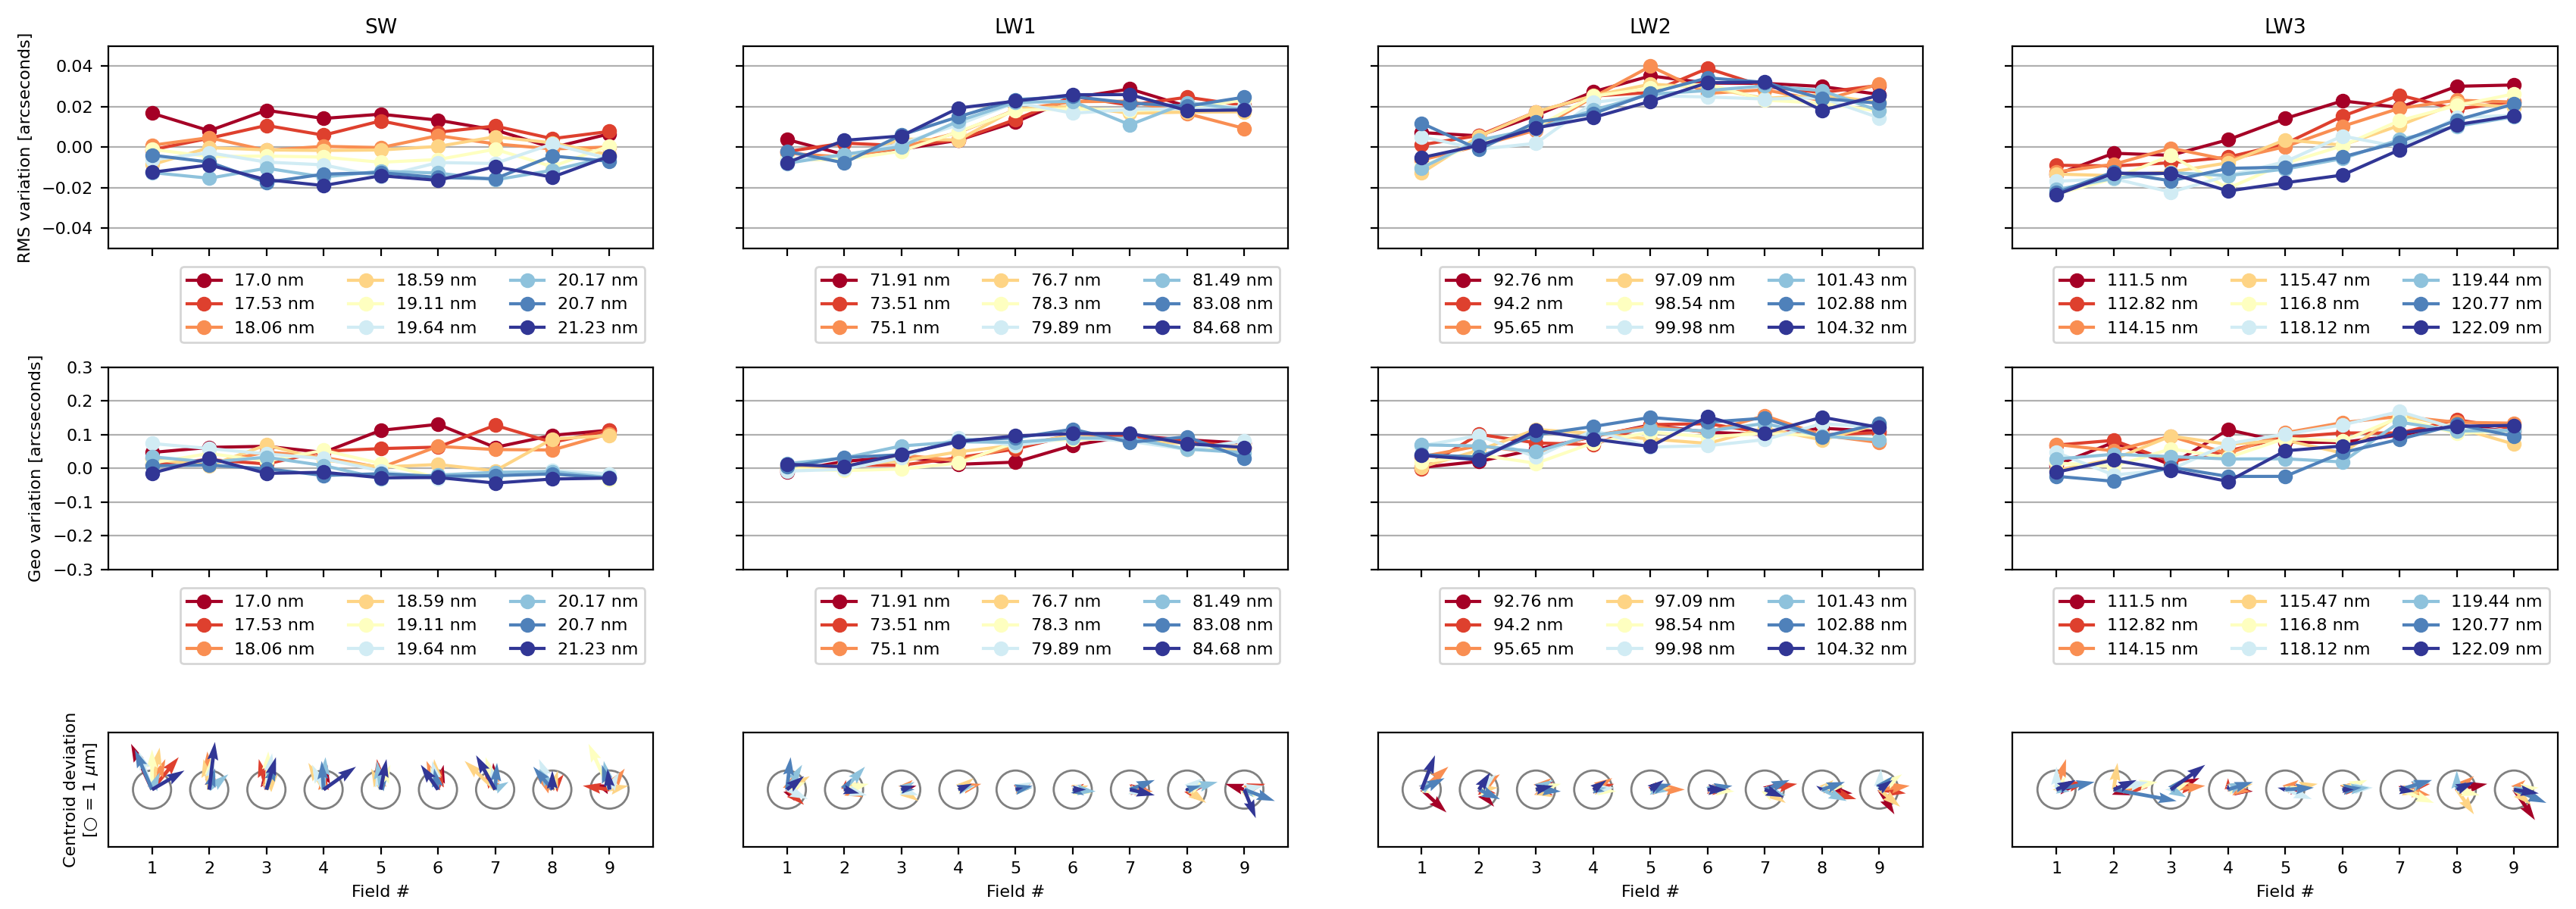 SW LW1 LW2 LW3
RMS variation [arcseconds]
0.04
0.02
0.00
−0.02
−0.04
17.0 nm 18.59 nm 20.17 nm
17.53 nm 19.11 nm 20.7 nm
18.06 nm 19.64 nm 21.23 nm
71.91 nm 76.7 nm 81.49 nm
73.51 nm 78.3 nm 83.08 nm
75.1 nm 79.89 nm 84.68 nm
92.76 nm 97.09 nm 101.43 nm
94.2 nm 98.54 nm 102.88 nm
95.65 nm 99.98 nm 104.32 nm
111.5 nm 115.47 nm 119.44 nm
112.82 nm 116.8 nm 120.77 nm
114.15 nm 118.12 nm 122.09 nm
Geo variation [arcseconds]
0.3
0.2
0.1
0.0
−0.1
−0.2
−0.3
17.0 nm 18.59 nm 20.17 nm
17.53 nm 19.11 nm 20.7 nm
18.06 nm 19.64 nm 21.23 nm
71.91 nm 76.7 nm 81.49 nm
73.51 nm 78.3 nm 83.08 nm
75.1 nm 79.89 nm 84.68 nm
92.76 nm 97.09 nm 101.43 nm
94.2 nm 98.54 nm 102.88 nm
95.65 nm 99.98 nm 104.32 nm
111.5 nm 115.47 nm 119.44 nm
112.82 nm 116.8 nm 120.77 nm
114.15 nm 118.12 nm 122.09 nm
Centroid deviation
[○ = 1 μm]
1 2 3 4 5 6 7 8 9
Field #
1 2 3 4 5 6 7 8 9
Field #
1 2 3 4 5 6 7 8 9
Field #
1 2 3 4 5 6 7 8 9
Field #